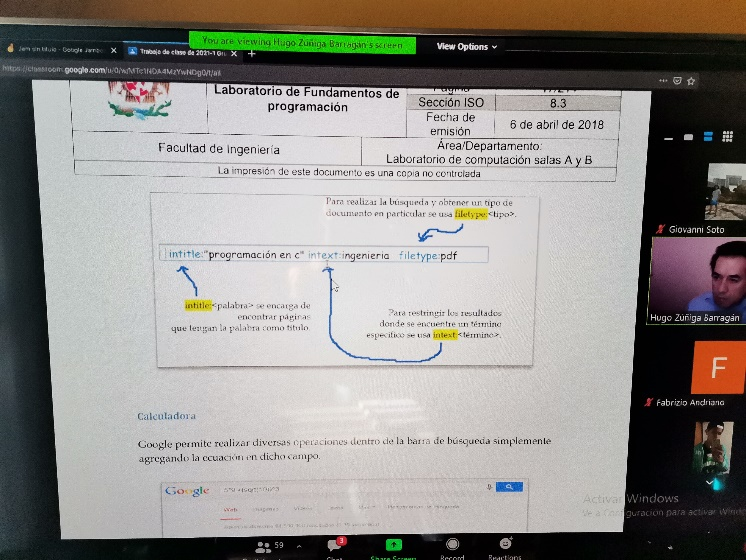 You are viewing Hugo Zúñiga Barragán's screen
View Options
Jam sin título - Google Jambo
Trabajo de clase de 2021-1 Gru
https://classroom.google.com/u/0/w/MTc1NDA4MzYwNDg0/t/all
Laboratorio de Fundamentos de
programación
Página
Sección ISO
8.3
Fecha de
emisión
6 de abril de 2018
Facultad de Ingeniería
Área/Departamento:
Laboratorio de computación salas A y B
La impresión de este documento es una copia no controlada
Para realizar la búsqueda y obtener un tipo de
documento en particular se usa filetype:<tipo>.
intitle:"programación en c" intext:ingenieria filetype:pdf
intitle:<palabra> se encarga de
encontrar páginas
que tengan la palabra como título.
Para restringir los resultados
donde se encuentre un término
específico se usa intext:<término>.
Calculadora
Google permite realizar diversas operaciones dentro de la barra de búsqueda simplemente
agregando la ecuación en dicho campo.
Google
Web
Giovanni Soto
Hugo Zúñiga Barragán
F
Fabrizio Andriano
Activar Windows
Ve a Configuración para activar Windo
59
3
Chat
Share Screen
Record
Reactions